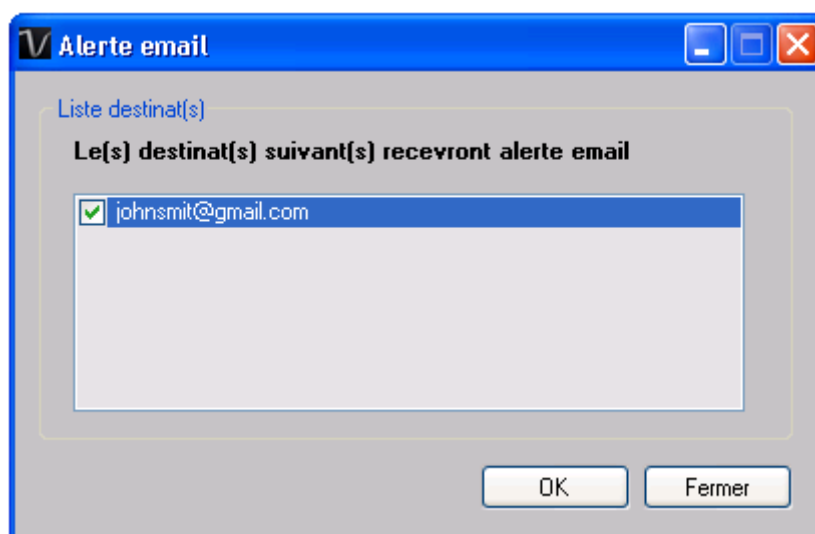 Alerte email
Liste destinat(s)
Le(s) destinat(s) suivant(s) recevront alerte email
johnsmit@gmail.com
OK
Fermer